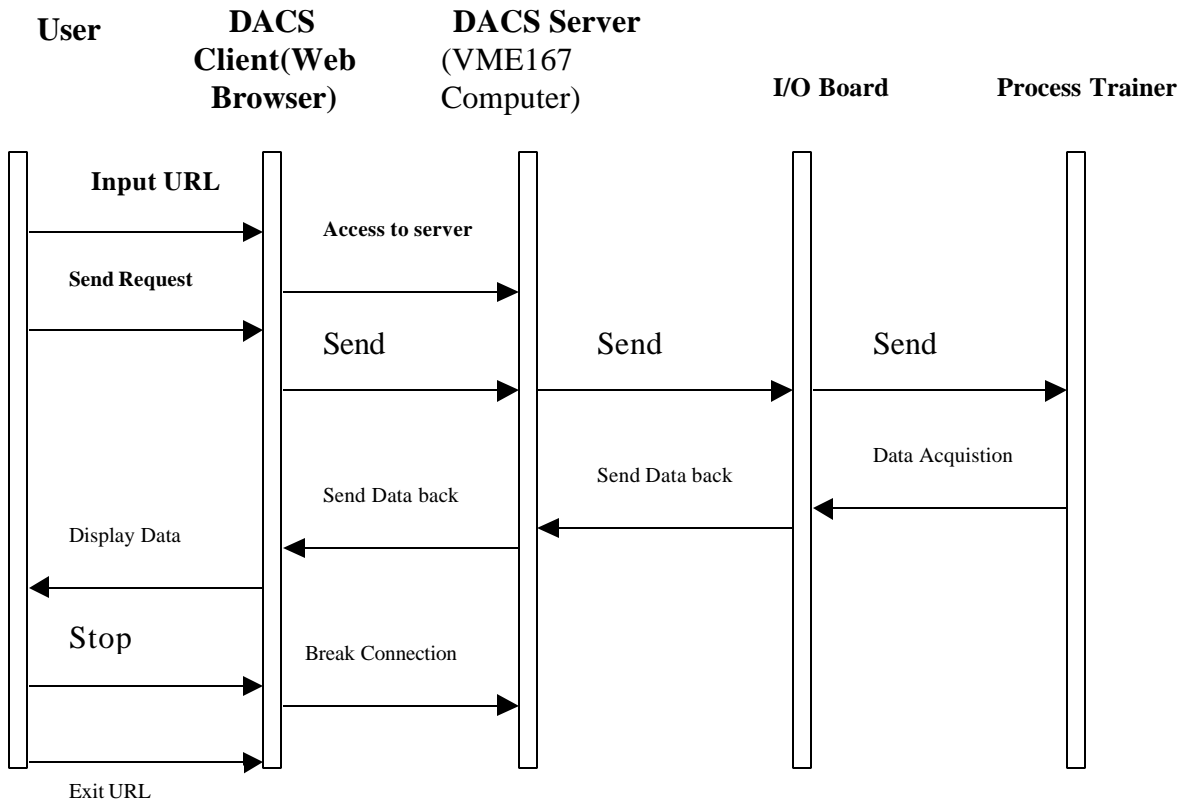 User
DACS
Client(Web
Browser)
DACS Server
(VME167
Computer)
I/O Board
Process Trainer
Input URL
Access to server
Send Request
Send
Send
Send
Data Acquistion
Send Data back
Send Data back
Display Data
Stop
Break Connection
Exit URL